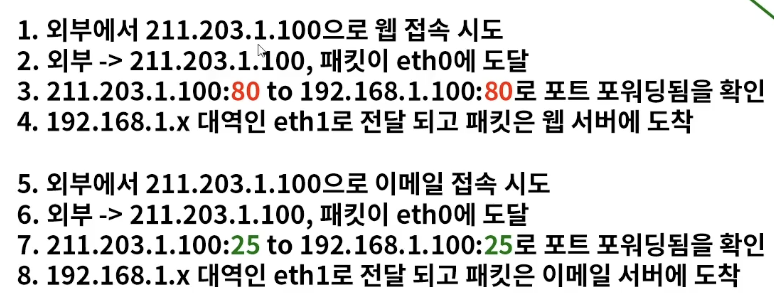 1. 외부에서 211.203.1.100으로 웹 접속 시도
2. 외부 -> 211.203.1.100, 패킷이 eth0에 도달
3. 211.203.1.100:80 to 192.168.1.100:80로 포트 포워딩됨을 확인
4. 192.168.1.x 대역인 eth1로 전달 되고 패킷은 웹 서버에 도착
5. 외부에서 211.203.1.100으로 이메일 접속 시도
6. 외부 -> 211.203.1.100, 패킷이 eth0에 도달
7. 211.203.1.100:25 to 192.168.1.100:25로 포트 포워딩됨을 확인
8. 192.168.1.x 대역인 eth1로 전달 되고 패킷은 이메일 서버에 도착